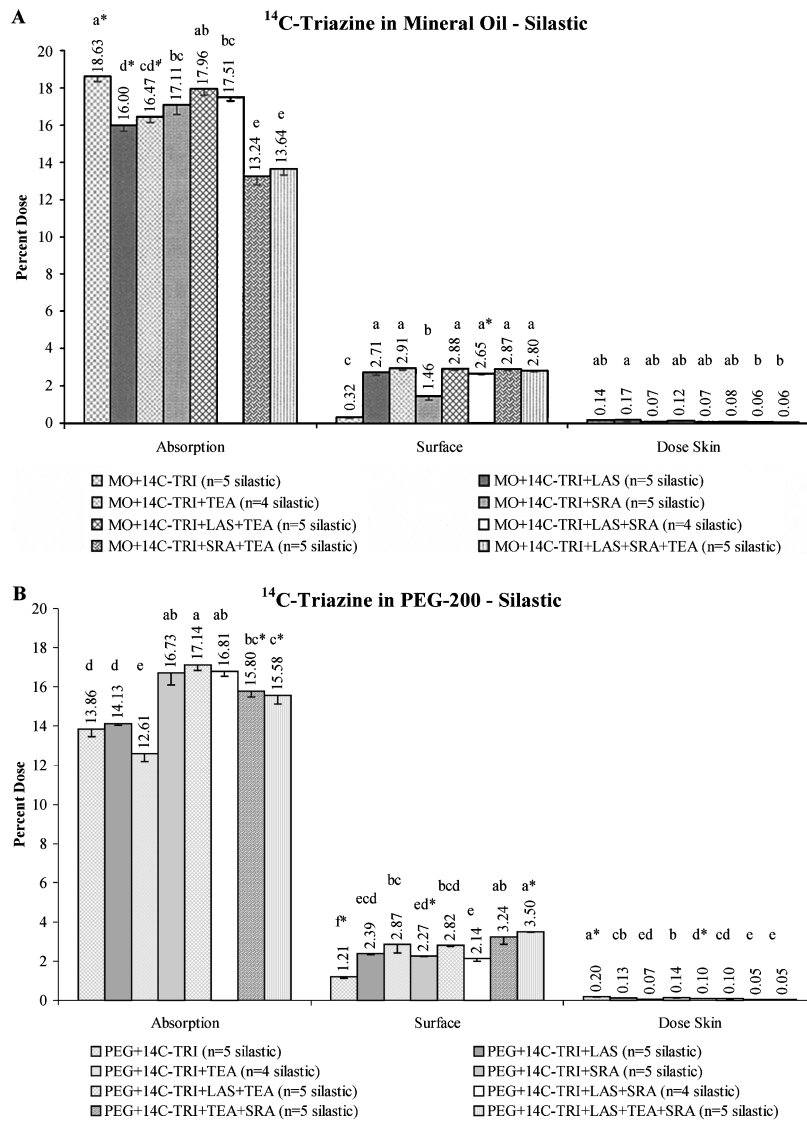 A
14C-Triazine in Mineral Oil - Silastic
Percent Dose
20
18
16
14
12
10
8
6
4
2
0
a* d* cd* bc ab bc e e
18.63 16.00 16.47 17.11 17.96 17.51 13.24 13.64
c a a b a a* a a
0.32 2.71 2.91 1.46 2.88 2.65 2.87 2.80
ab a ab ab ab ab b b
0.14 0.17 0.07 0.12 0.07 0.08 0.06 0.06
Absorption Surface Dose Skin
MO+14C-TRI (n=5 silastic) MO+14C-TRI+LAS (n=5 silastic)
MO+14C-TRI+TEA (n=4 silastic) MO+14C-TRI+SRA (n=5 silastic)
MO+14C-TRI+LAS+TEA (n=5 silastic) MO+14C-TRI+LAS+SRA (n=4 silastic)
MO+14C-TRI+SRA+TEA (n=5 silastic) MO+14C-TRI+LAS+SRA+TEA (n=5 silastic)
B
14C-Triazine in PEG-200 - Silastic
Percent Dose
20
18
16
14
12
10
8
6
4
2
0
d d e ab a ab bc* c*
13.86 14.13 12.61 16.73 17.14 16.81 15.80 15.58
f* ecd bc ed* bcd e ab a*
1.21 2.39 2.87 2.27 2.82 2.14 3.24 3.50
a* cb ed b d* cd e e
0.20 0.13 0.07 0.14 0.10 0.10 0.05 0.05
Absorption Surface Dose Skin
PEG+14C-TRI (n=5 silastic) PEG+14C-TRI+LAS (n=5 silastic)
PEG+14C-TRI+TEA (n=4 silastic) PEG+14C-TRI+SRA (n=5 silastic)
PEG+14C-TRI+LAS+TEA (n=5 silastic) PEG+14C-TRI+LAS+SRA (n=4 silastic)
PEG+14C-TRI+TEA+SRA (n=5 silastic) PEG+14C-TRI+LAS+TEA+SRA (n=5 silastic)